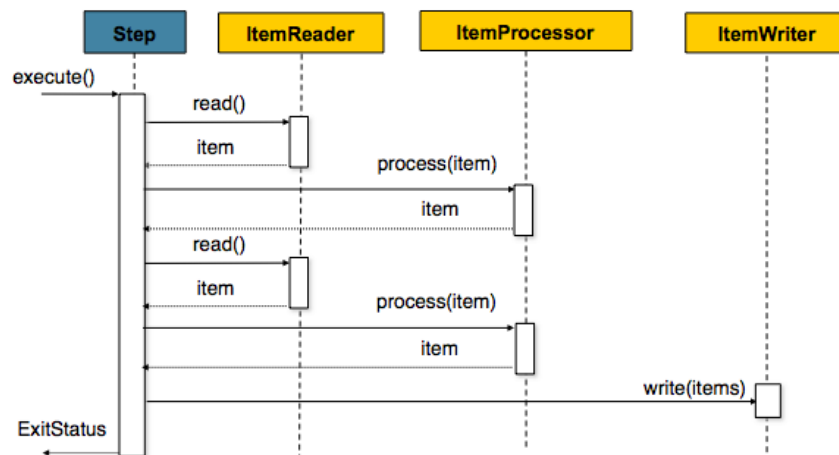 Step
ItemReader
ItemProcessor
ItemWriter
execute()
read()
item
process(item)
item
read()
item
process(item)
item
write(items)
ExitStatus